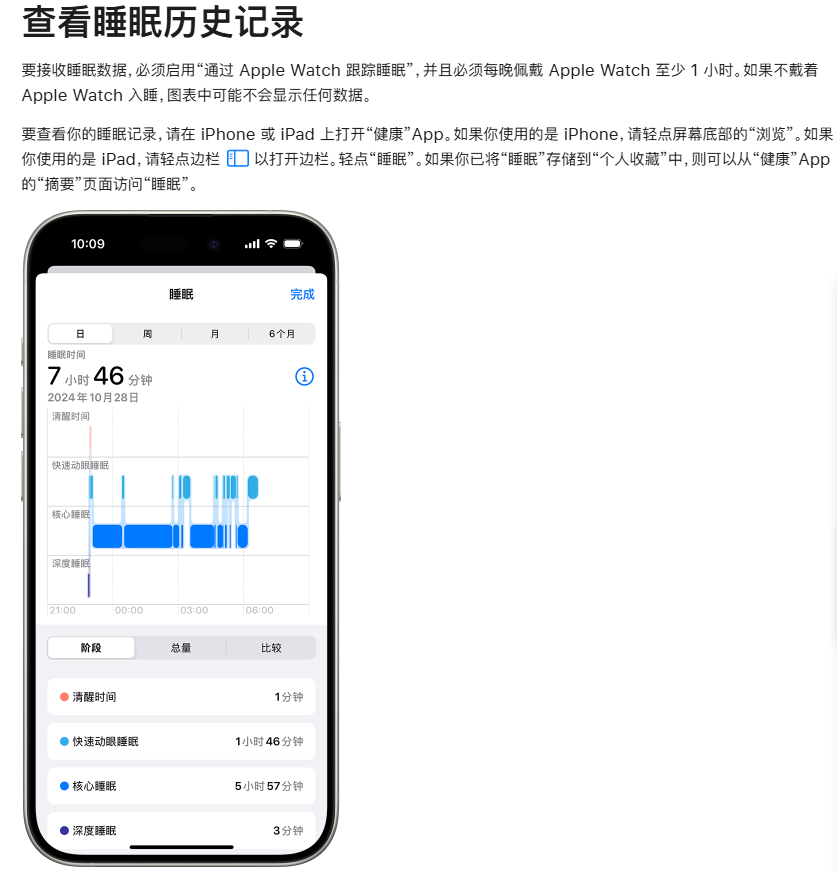 查看睡眠历史记录
要接收睡眠数据，必须启用“通过 Apple Watch 跟踪睡眠”，并且必须每晚佩戴 Apple Watch 至少 1 小时。如果不戴着
Apple Watch 入睡，图表中可能不会显示任何数据。
要查看你的睡眠记录，请在 iPhone 或 iPad 上打开“健康”App。如果你使用的是 iPhone，请轻点屏幕底部的“浏览”。如果
你使用的是 iPad，请轻点边栏 以打开边栏。轻点“睡眠”。如果你已将“睡眠”存储到“个人收藏”中，则可以从“健康”App
的“摘要”页面访问“睡眠”。
10:09
睡眠 完成
日 周 月 6个月
睡眠时间
7 小时 46 分钟
2024年10月28日
清醒时间
快速动眼睡眠
核心睡眠
深度睡眠
21:00 00:00 03:00 06:00
阶段 总量 比较
清醒时间 1分钟
快速动眼睡眠 1小时46分钟
核心睡眠 5小时57分钟
深度睡眠 3分钟